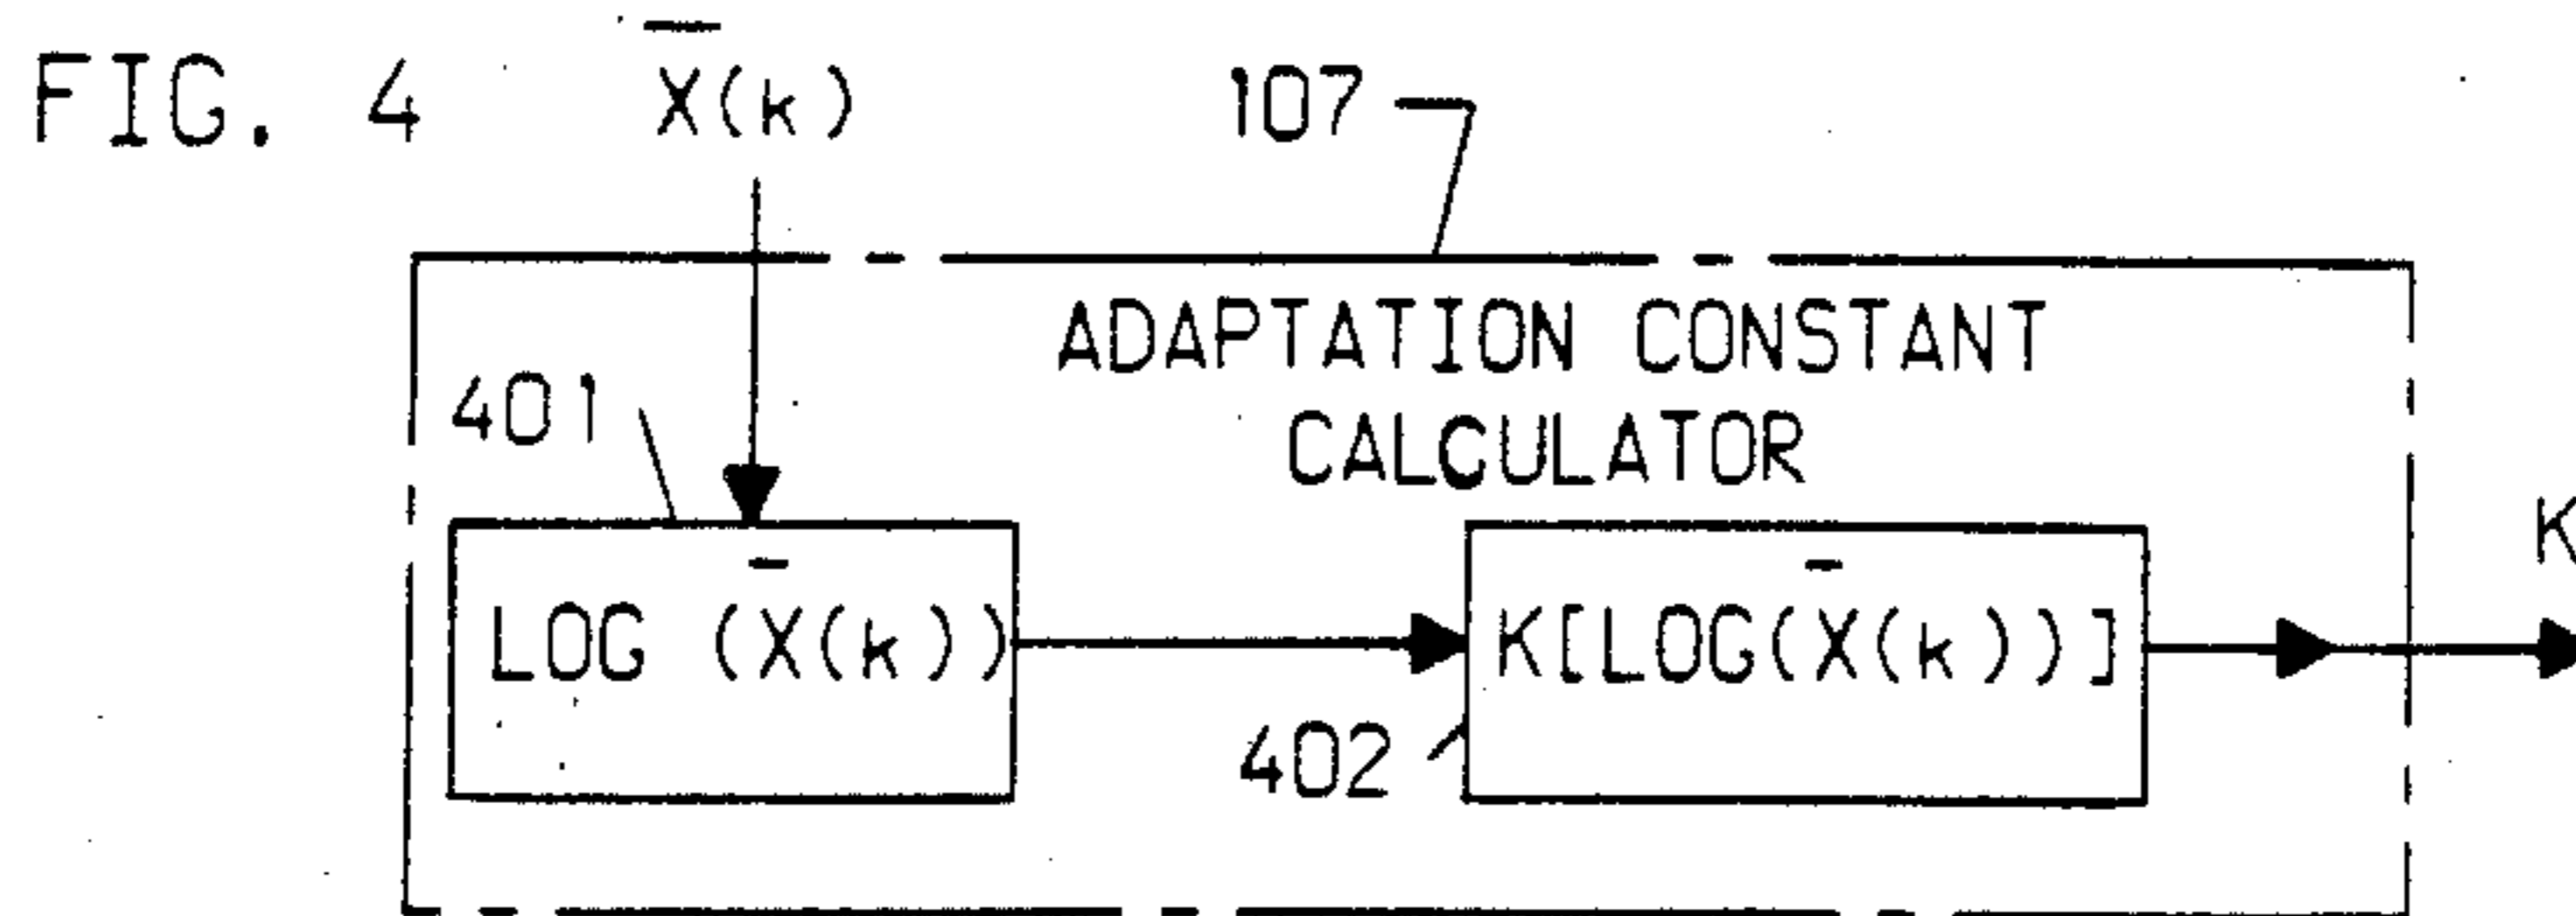 FIG. 4
X̅(k)
107
ADAPTATION CONSTANT
CALCULATOR
401
K
LOG (X̅(k))
K[LOG(X̅(k))]
402